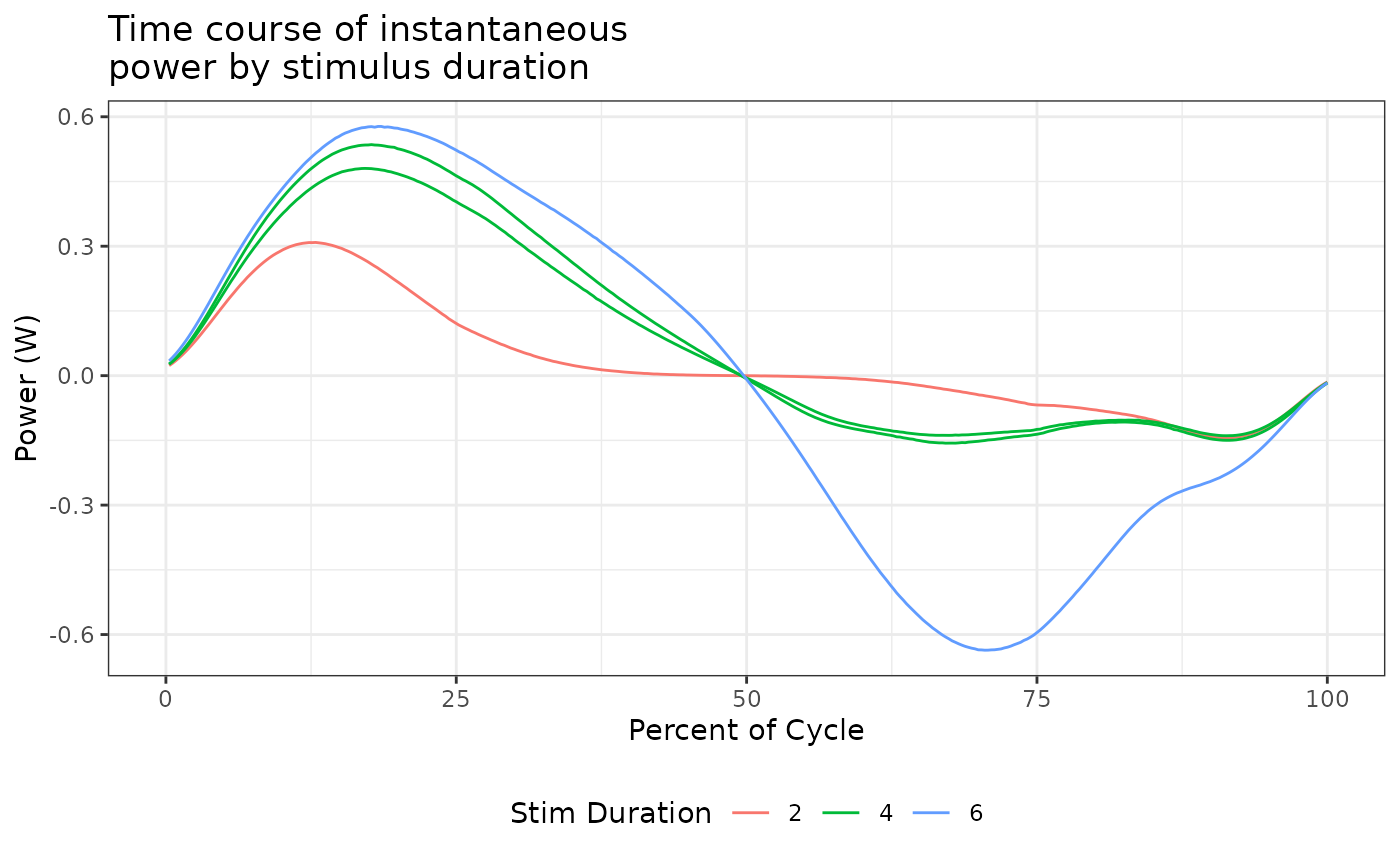 Time course of instantaneous
power by stimulus duration
0.6
0.3
0.0
-0.3
-0.6
Power (W)
0 25 50 75 100
Percent of Cycle
Stim Duration 2 4 6